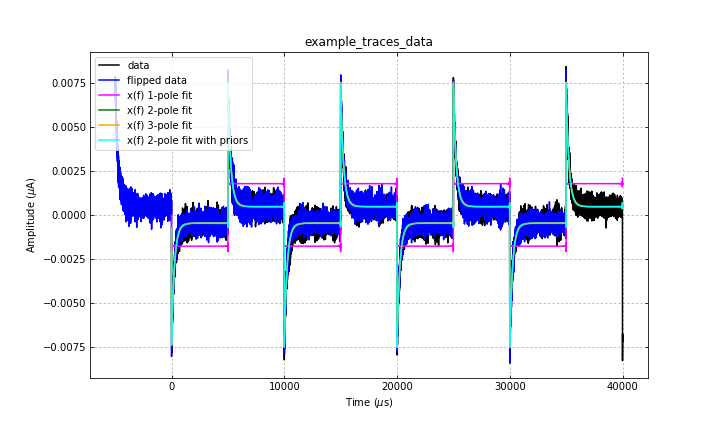 example_traces_data
data
flipped data
x(f) 1-pole fit
x(f) 2-pole fit
x(f) 3-pole fit
x(f) 2-pole fit with priors
Amplitude (μA)
0.0075
0.0050
0.0025
0.0000
−0.0025
−0.0050
−0.0075
0 10000 20000 30000 40000
Time (μs)